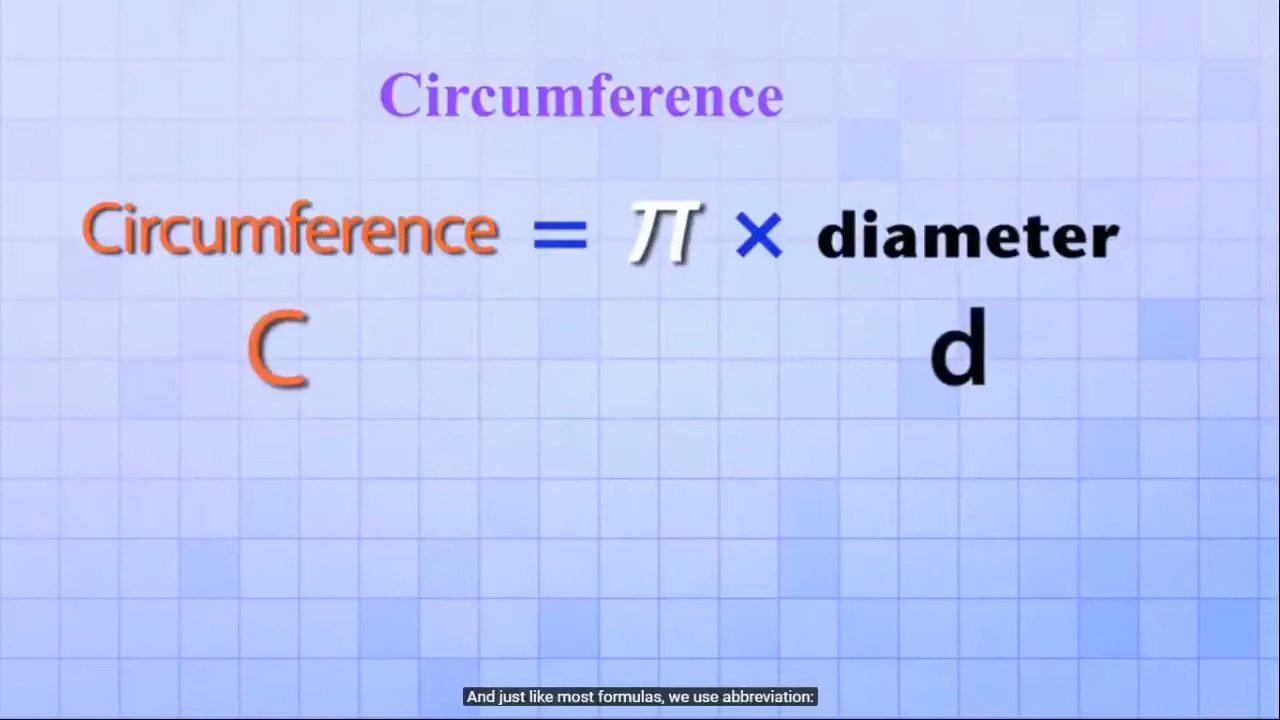 Circumference
Circumference = π × diameter
C d
And just like most formulas, we use abbreviation: